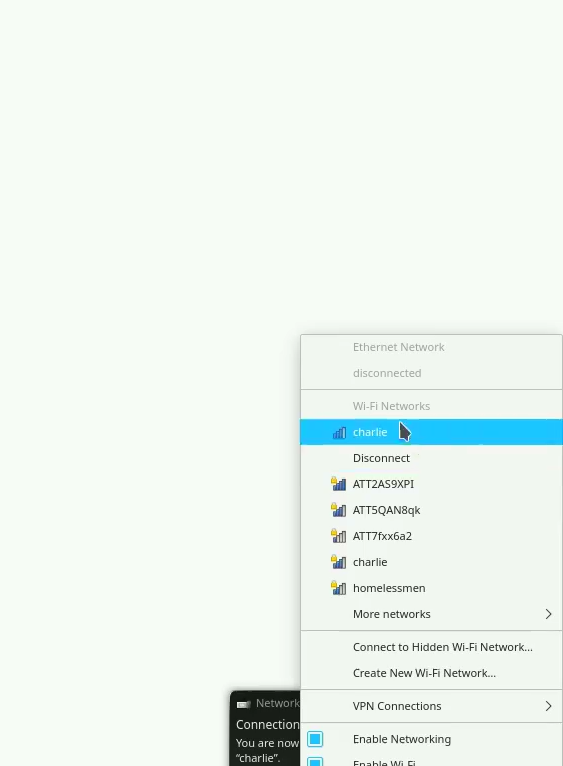 Ethernet Network
disconnected
Wi-Fi Networks
charlie
Disconnect
ATT2AS9XPI
ATT5QAN8qk
ATT7fxx6a2
charlie
homelessmen
More networks
Connect to Hidden Wi-Fi Network...
Create New Wi-Fi Network...
VPN Connections
Enable Networking
Enable Wi-Fi
Network
Connection
You are now
“charlie”.